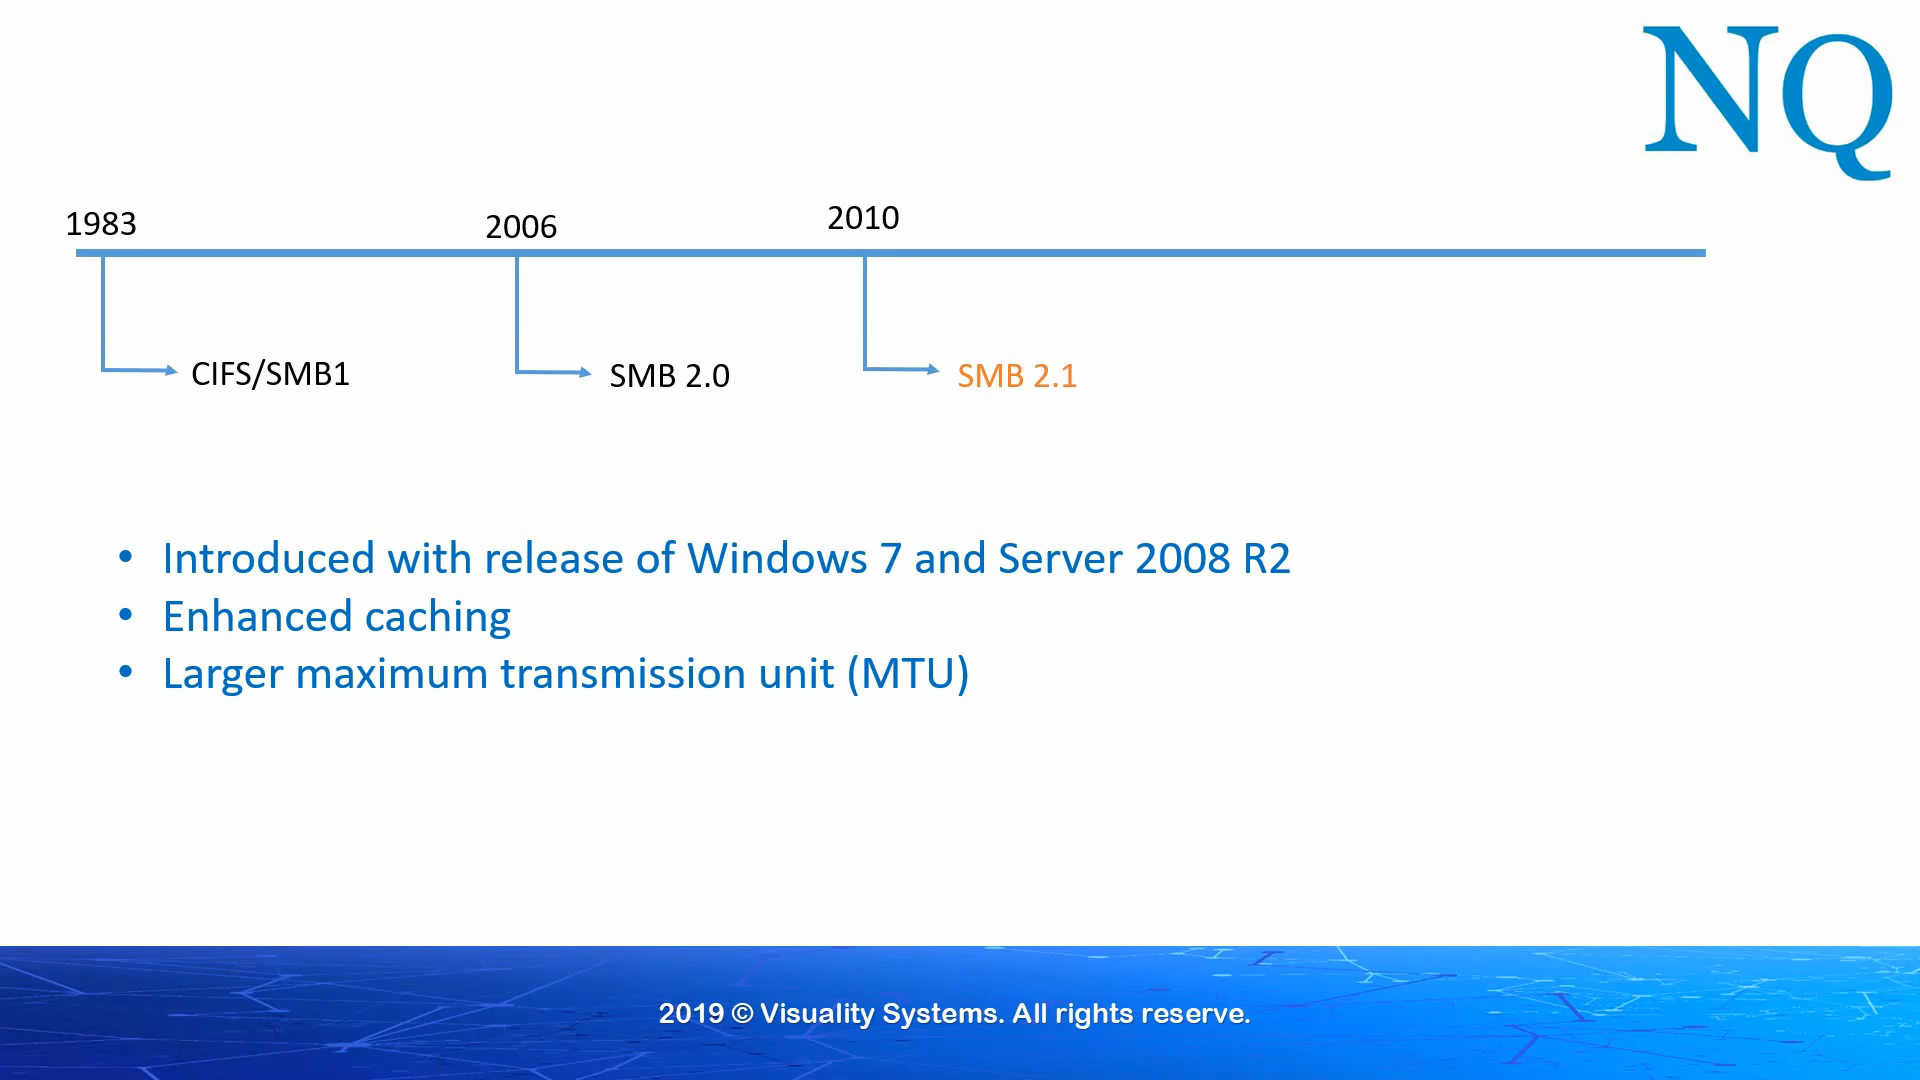 NQ
1983
2006
2010
CIFS/SMB1
SMB 2.0
SMB 2.1
• Introduced with release of Windows 7 and Server 2008 R2
• Enhanced caching
• Larger maximum transmission unit (MTU)
2019 © Visuality Systems. All rights reserve.